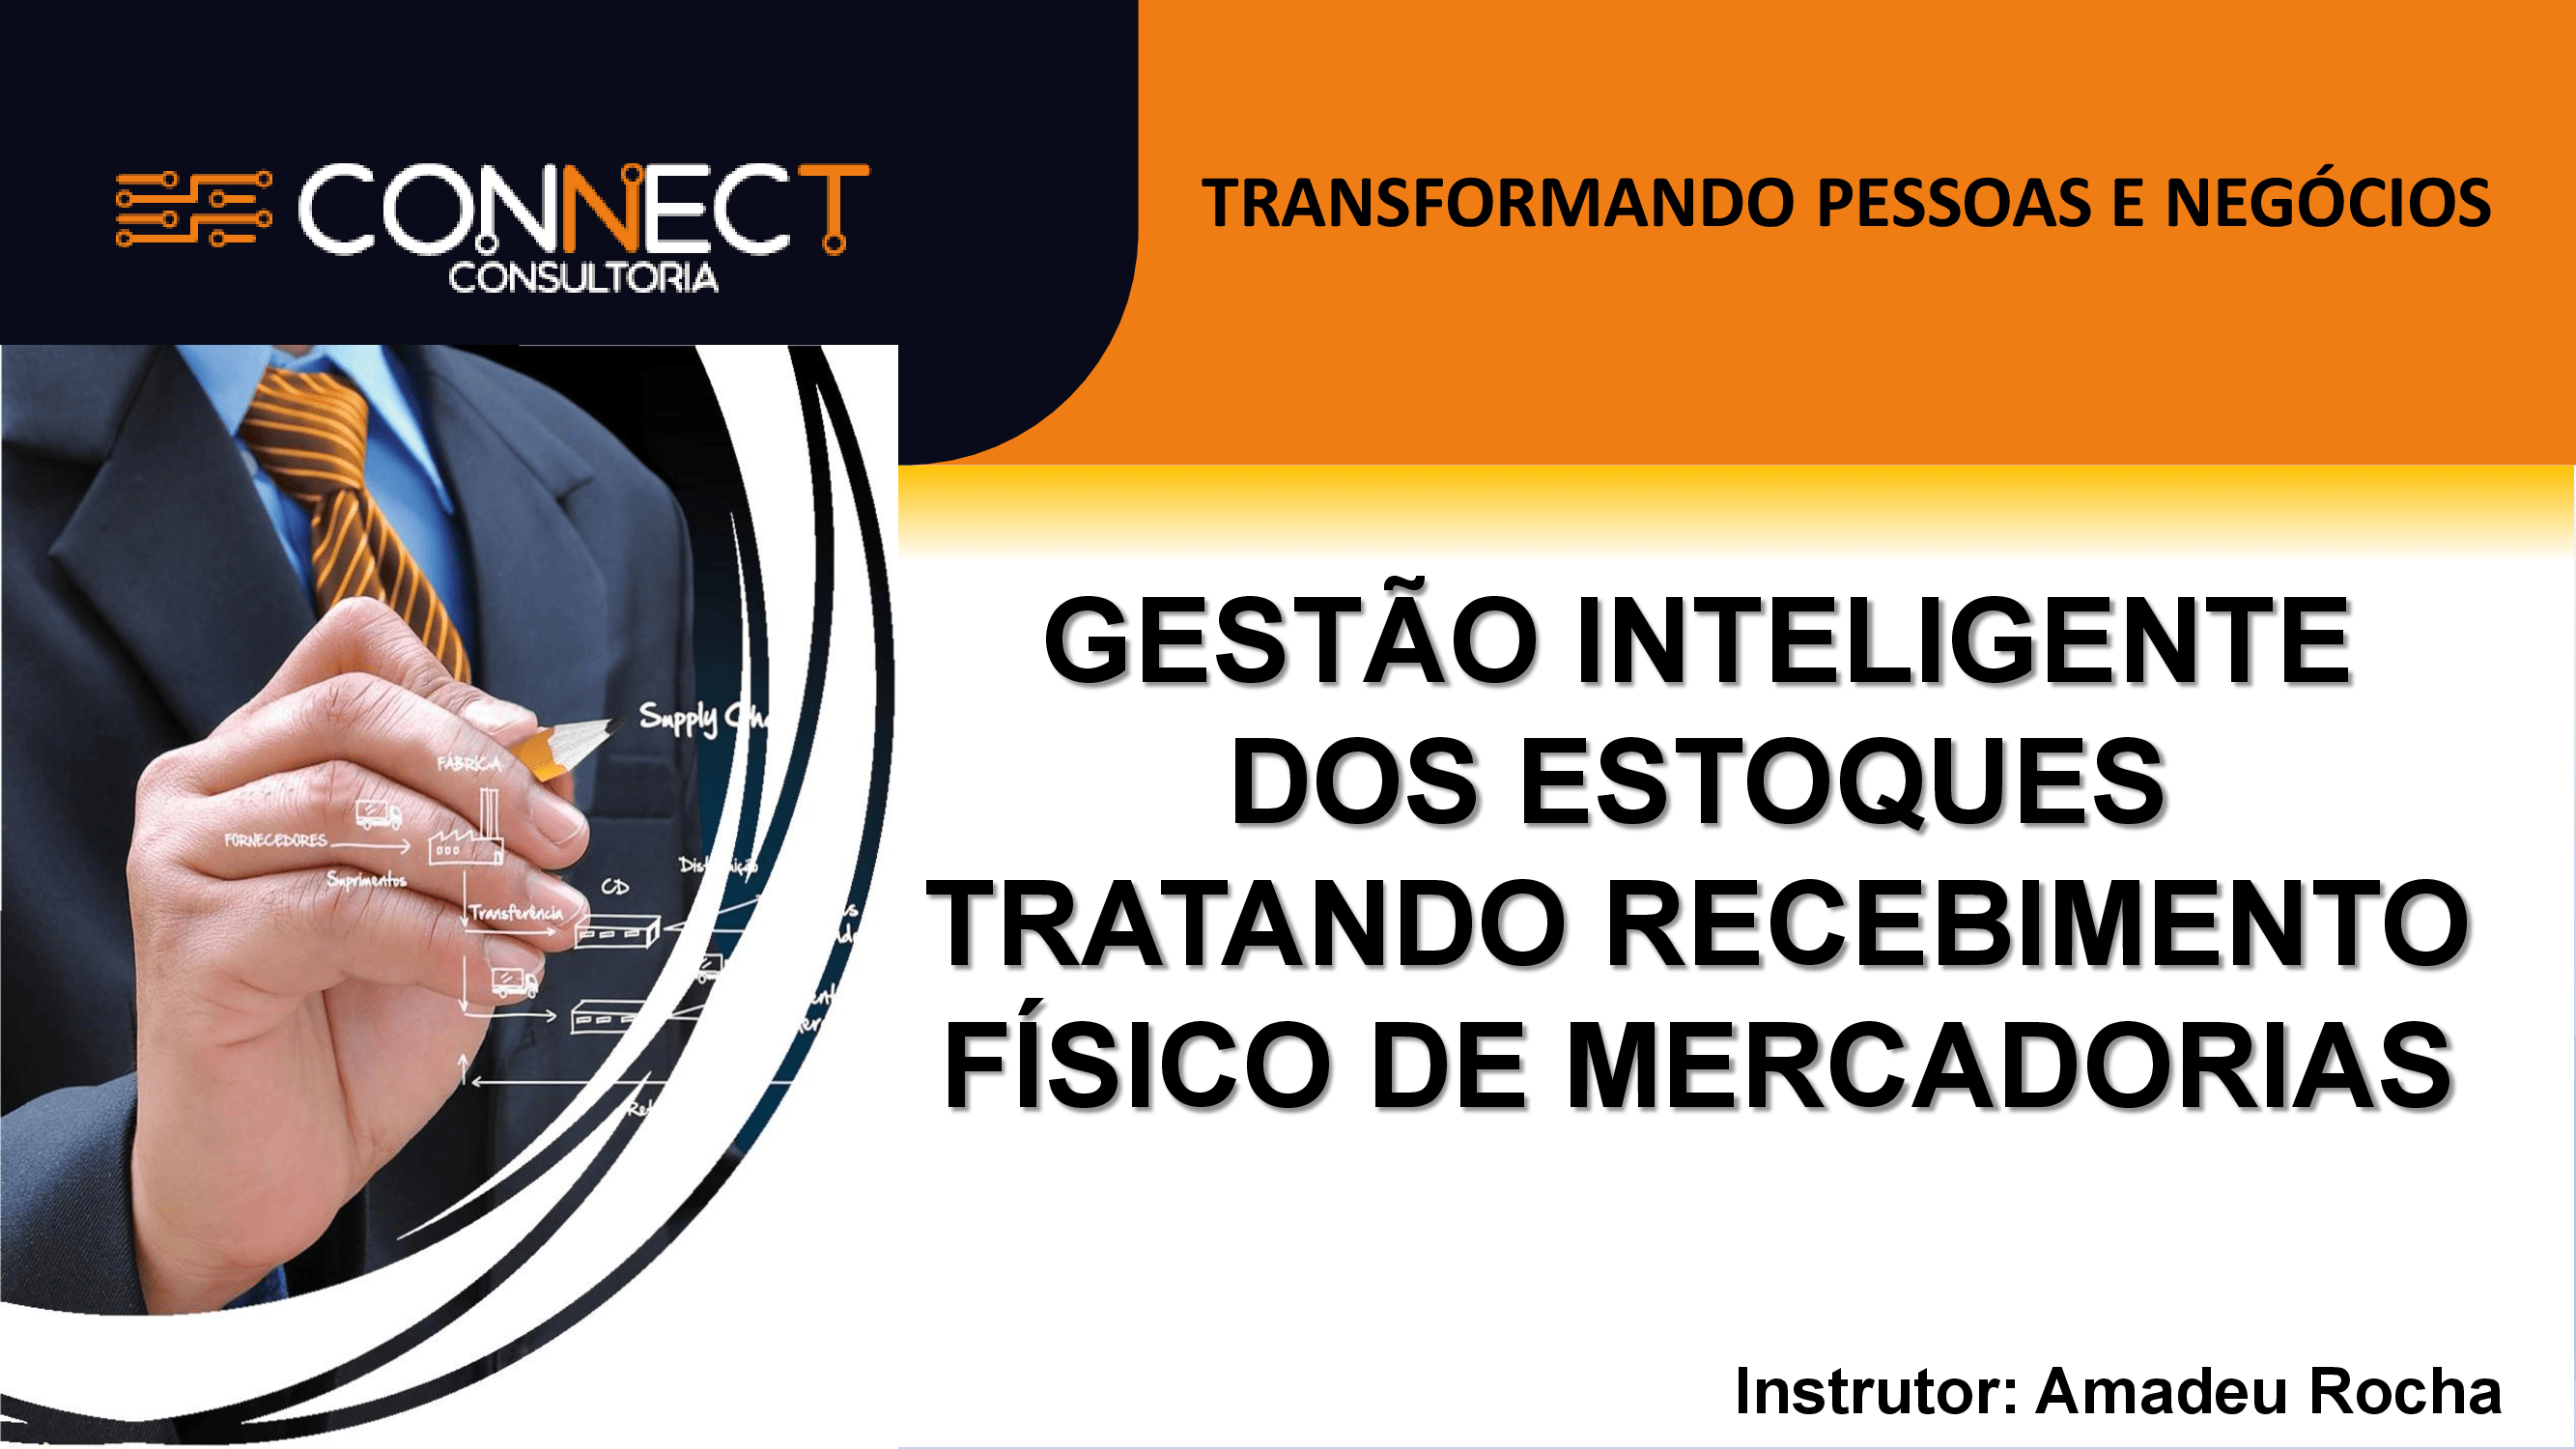 CONNECT
CONSULTORIA
TRANSFORMANDO PESSOAS E NEGÓCIOS
GESTÃO INTELIGENTE
DOS ESTOQUES
TRATANDO RECEBIMENTO
FÍSICO DE MERCADORIAS
Supply
FÁBRICA
FORNECEDORES
Suprimentos
CD
Transferência
Instrutor: Amadeu Rocha